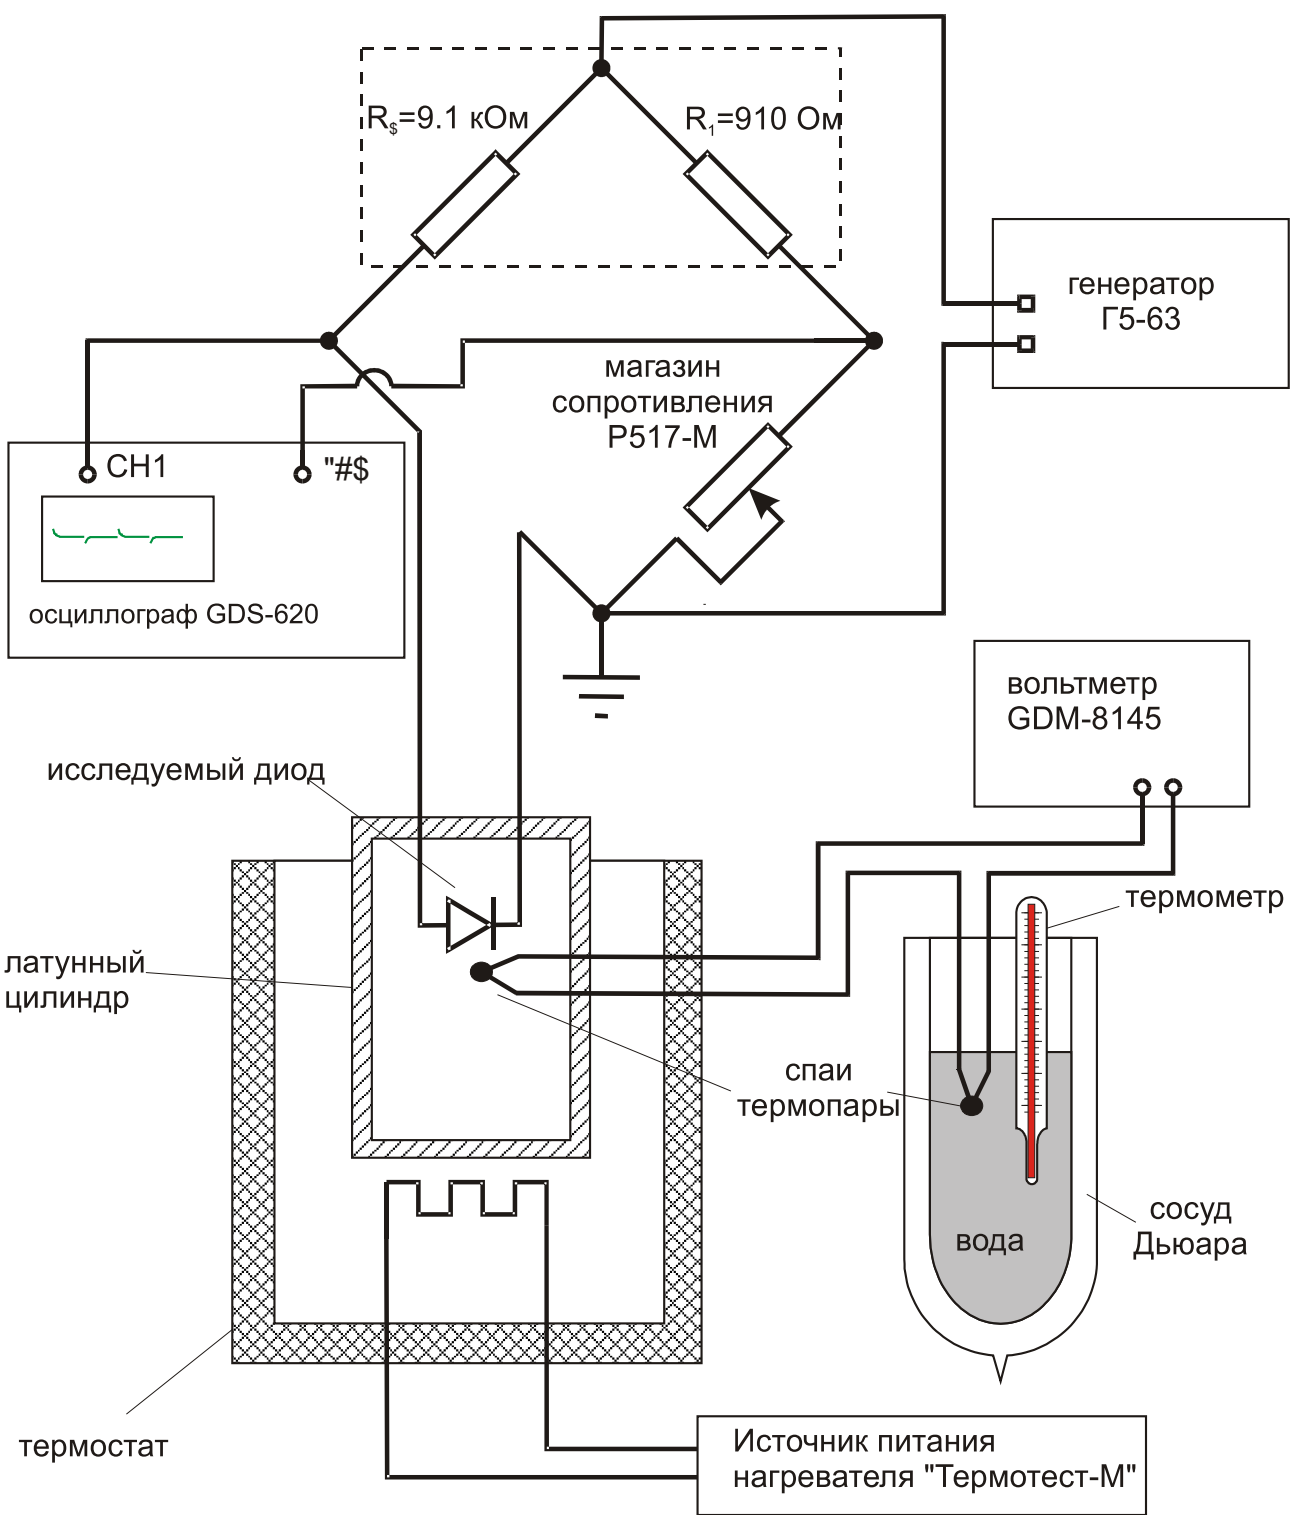 R$=9.1 кОм
R1=910 Ом
генератор
Г5-63
магазин
сопротивления
Р517-М
CH1
"#$
осциллограф GDS-620
вольтметр
GDM-8145
исследуемый диод
термометр
латунный
цилиндр
спаи
термопары
сосуд
Дьюара
вода
термостат
Источник питания
нагревателя "Термотест-М"